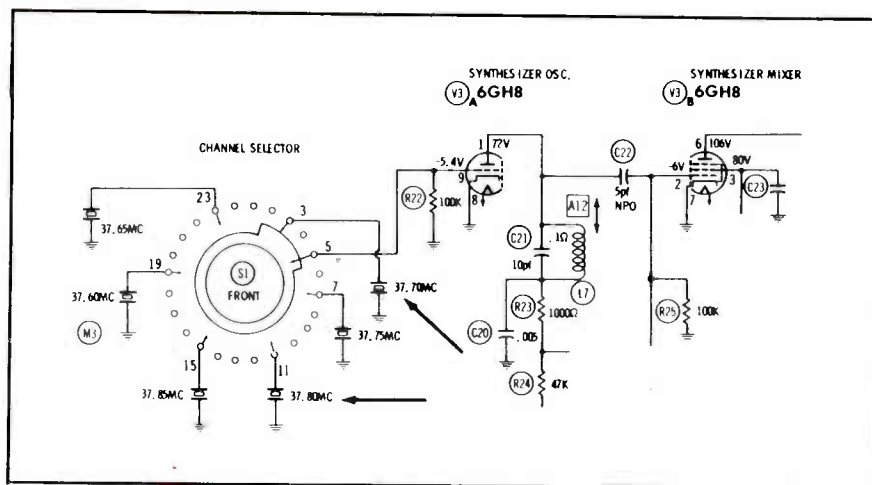 SYNTHESIZER OSC.
V3 A 6GH8
SYNTHESIZER MIXER
V3 B 6GH8
CHANNEL SELECTOR
1 72V
6 106V
-5.4V
9
8
C22
5pf
NPO
-6V
2
7
80V
3
C23
23
3
5
7
11
15
19
37.65MC
37.60MC
M3
S1
FRONT
37.70MC
37.75MC
37.85MC
37.80MC
R22
100K
A12
C21
10pf
.1Ω
L7
R23
1000Ω
C20
.005
R24
47K
R25
100K